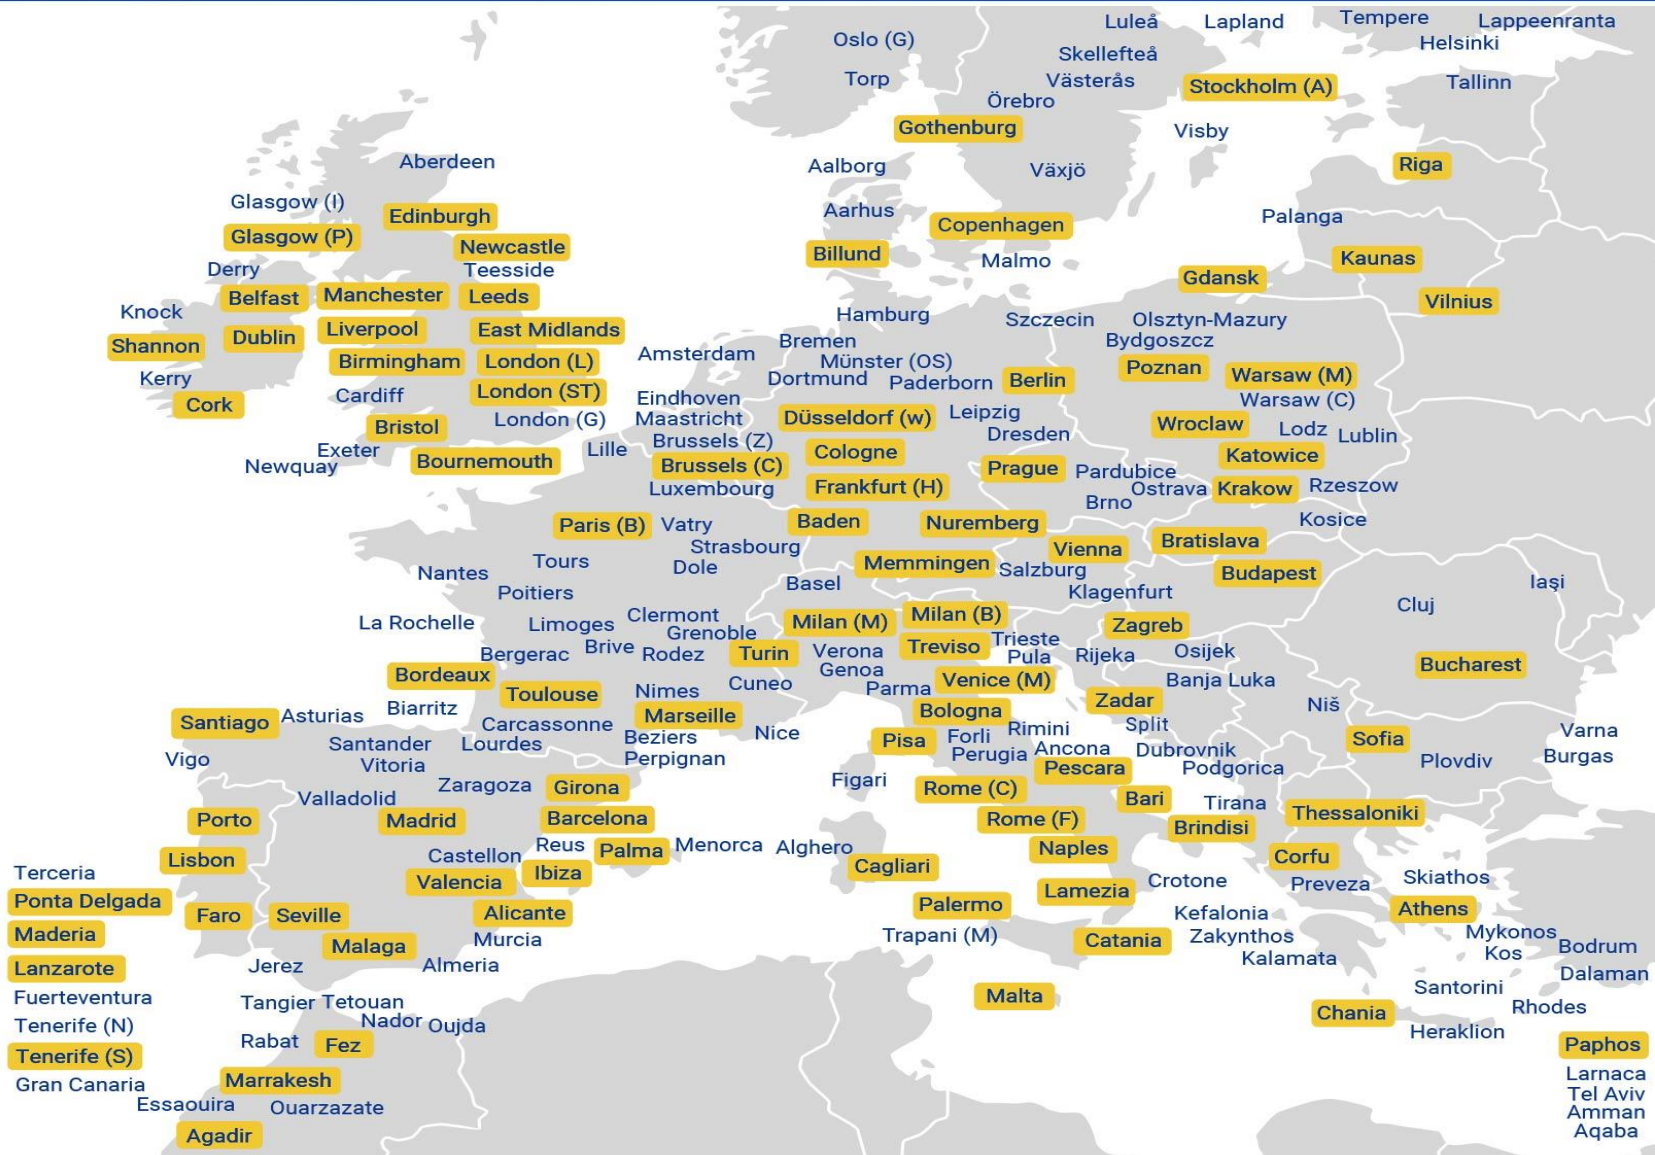 Luleå
Lapland
Tempere
Lappeenranta
Oslo (G)
Helsinki
Skellefteå
Torp
Västerås
Stockholm (A)
Tallinn
Örebro
Gothenburg
Visby
Aberdeen
Aalborg
Växjö
Riga
Glasgow (I)
Edinburgh
Aarhus
Palanga
Glasgow (P)
Newcastle
Copenhagen
Billund
Malmo
Kaunas
Derry
Teesside
Gdansk
Belfast
Manchester
Leeds
Vilnius
Knock
Hamburg
Szczecin
Olsztyn-Mazury
Shannon
Dublin
Liverpool
East Midlands
Bremen
Bydgoszcz
Amsterdam
Münster (OS)
Birmingham
London (L)
Poznan
Warsaw (M)
Kerry
Dortmund
Paderborn
Berlin
Cardiff
London (ST)
Eindhoven
Warsaw (C)
Cork
London (G)
Maastricht
Düsseldorf (w)
Leipzig
Wroclaw
Lodz
Lublin
Bristol
Brussels (Z)
Dresden
Exeter
Lille
Cologne
Katowice
Newquay
Bournemouth
Brussels (C)
Prague
Pardubice
Luxembourg
Frankfurt (H)
Ostrava
Krakow
Rzeszow
Brno
Paris (B)
Vatry
Baden
Nuremberg
Kosice
Strasbourg
Vienna
Bratislava
Tours
Dole
Memmingen
Salzburg
Nantes
Basel
Budapest
Iaşi
Poitiers
Klagenfurt
Cluj
La Rochelle
Limoges
Clermont
Milan (M)
Milan (B)
Zagreb
Grenoble
Bergerac
Brive
Rodez
Turin
Verona
Treviso
Trieste
Pula
Rijeka
Osijek
Bucharest
Bordeaux
Genoa
Toulouse
Nimes
Cuneo
Parma
Venice (M)
Banja Luka
Biarritz
Zadar
Niš
Santiago
Asturias
Carcassonne
Marseille
Bologna
Split
Varna
Santander
Lourdes
Beziers
Nice
Pisa
Forli
Rimini
Sofia
Vigo
Vitoria
Perpignan
Perugia
Ancona
Dubrovnik
Plovdiv
Burgas
Zaragoza
Girona
Figari
Pescara
Podgorica
Valladolid
Rome (C)
Bari
Tirana
Thessaloniki
Porto
Madrid
Barcelona
Rome (F)
Brindisi
Lisbon
Castellon
Reus
Palma
Menorca
Alghero
Naples
Corfu
Terceria
Valencia
Ibiza
Cagliari
Lamezia
Crotone
Preveza
Skiathos
Ponta Delgada
Faro
Seville
Alicante
Palermo
Kefalonia
Athens
Maderia
Malaga
Murcia
Trapani (M)
Catania
Zakynthos
Mykonos
Bodrum
Lanzarote
Jerez
Almeria
Kalamata
Kos
Dalaman
Fuerteventura
Tangier
Tetouan
Malta
Santorini
Rhodes
Tenerife (N)
Nador
Oujda
Chania
Heraklion
Rabat
Fez
Paphos
Tenerife (S)
Gran Canaria
Marrakesh
Larnaca
Essaouira
Ouarzazate
Tel Aviv
Amman
Agadir
Aqaba